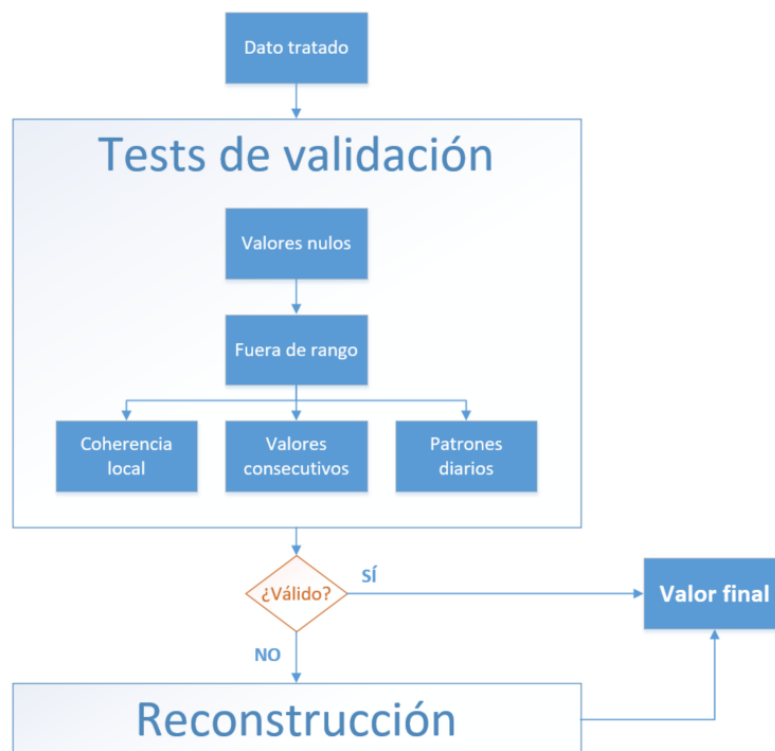 Dato tratado
Tests de validación
Valores nulos
Fuera de rango
Coherencia
local
Valores
consecutivos
Patrones
diarios
¿Válido?
SÍ
Valor final
NO
Reconstrucción